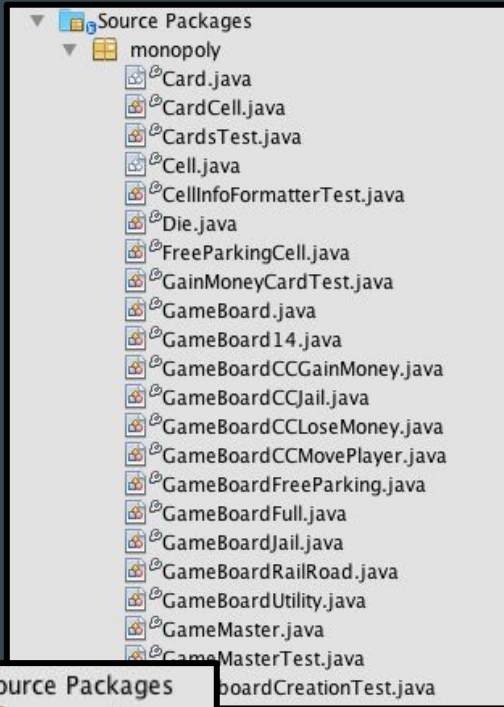 Source Packages
monopoly
Card.java
CardCell.java
CardsTest.java
Cell.java
CellInfoFormatterTest.java
Die.java
FreeParkingCell.java
GainMoneyCardTest.java
GameBoard.java
GameBoard14.java
GameBoardCCGainMoney.java
GameBoardCCJail.java
GameBoardCCLoseMoney.java
GameBoardCCMovePlayer.java
GameBoardFreeParking.java
GameBoardFull.java
GameBoardJail.java
GameBoardRailRoad.java
GameBoardUtility.java
GameMaster.java
GameMasterTest.java
boardCreationTest.java
ource Packages